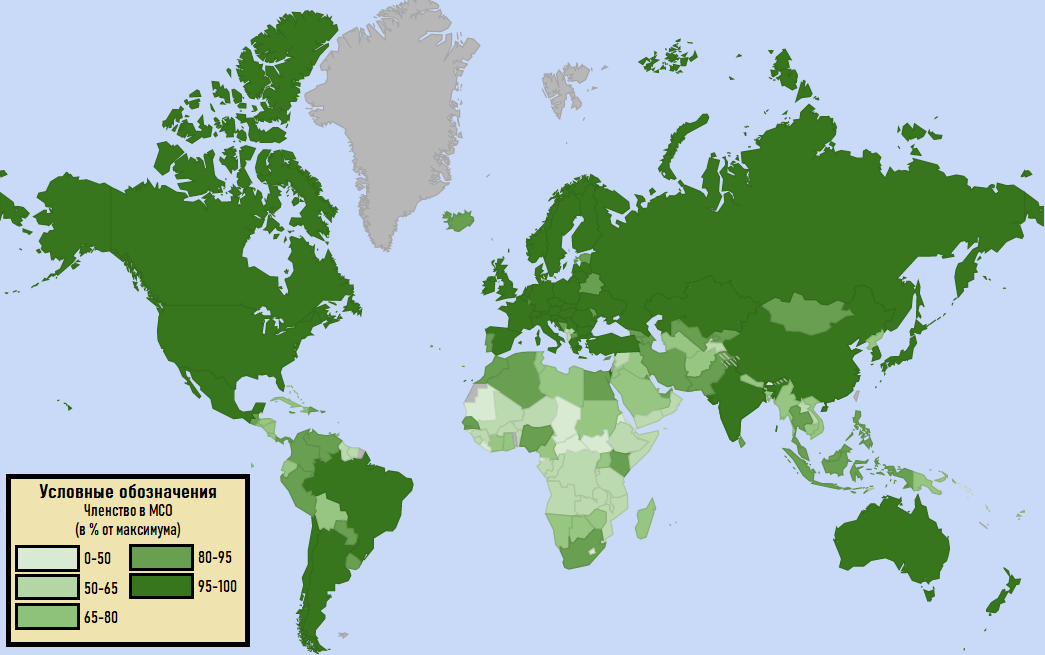 Условные обозначения
Членство в МСО
(в % от максимума)
0-50
50-65
65-80
80-95
95-100